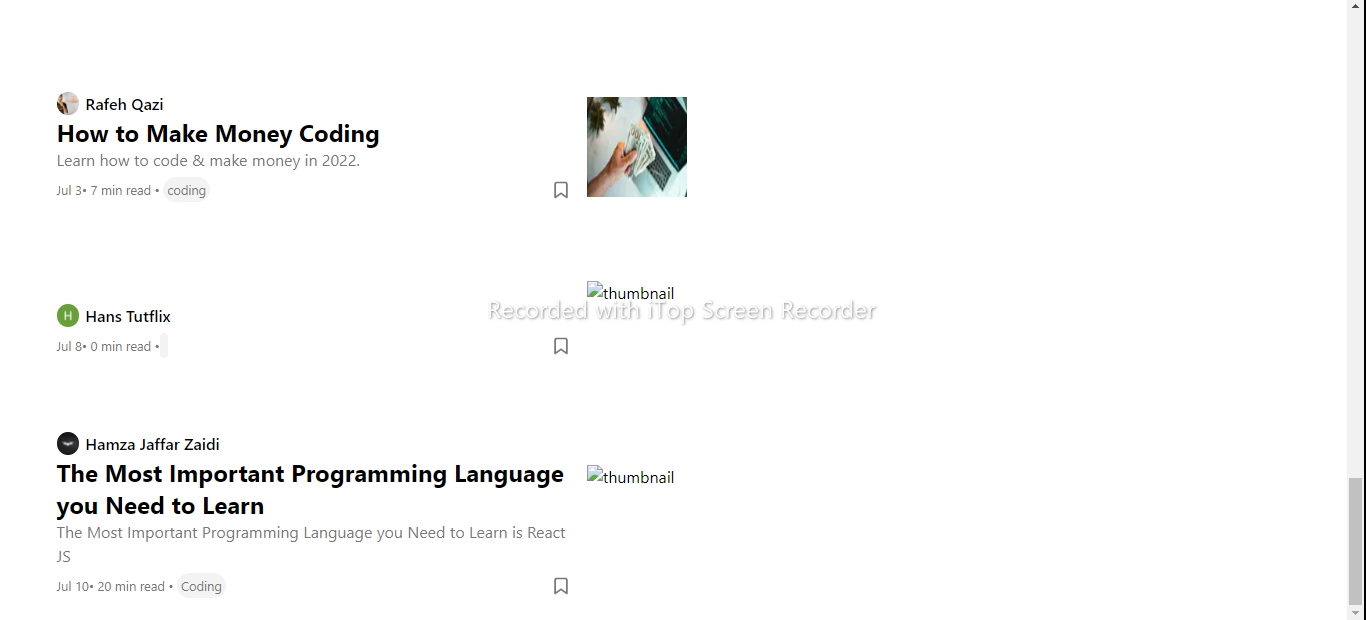 Rafeh Qazi
How to Make Money Coding
Learn how to code & make money in 2022.
Jul 3• 7 min read • coding
thumbnail
Recorded with iTop Screen Recorder
H Hans Tutflix
Jul 8• 0 min read •
Hamza Jaffar Zaidi
The Most Important Programming Language
you Need to Learn
thumbnail
The Most Important Programming Language you Need to Learn is React
JS
Jul 10• 20 min read • Coding